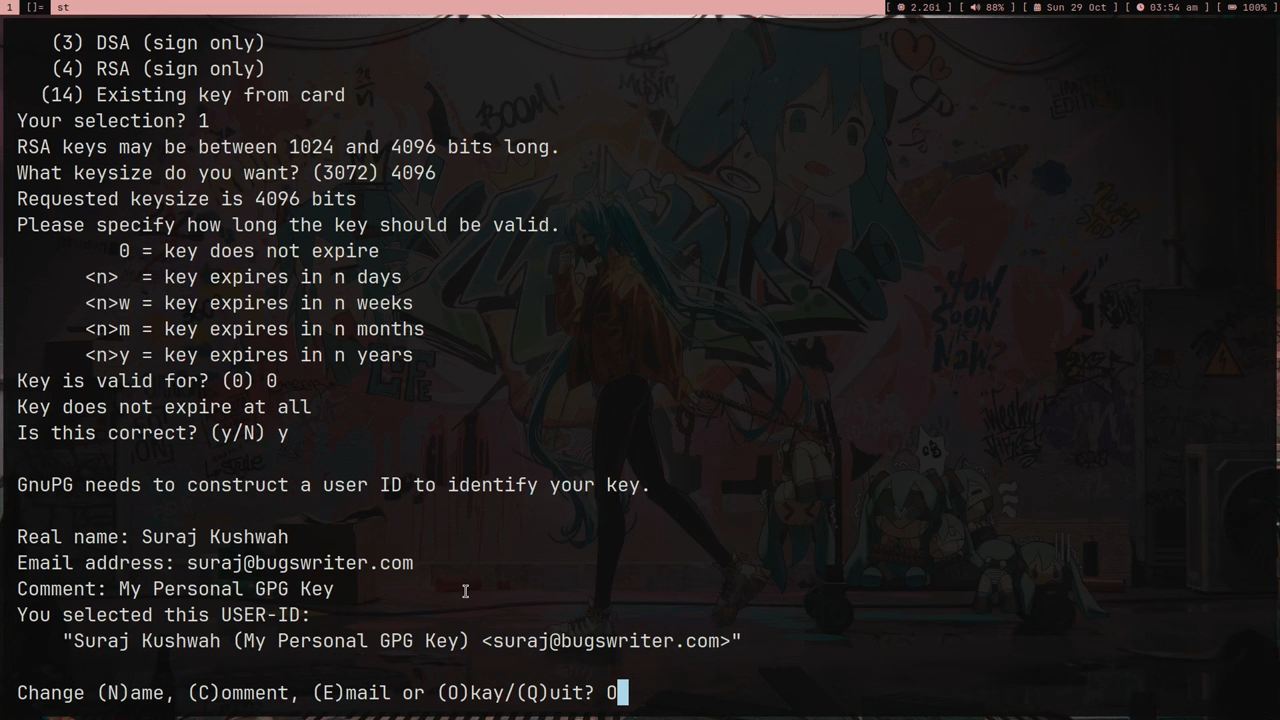 1 []= st [ 2.2Gi ] [ 88% ] [ Sun 29 Oct ] [ 03:54 am ] [ 100% ]
(3) DSA (sign only)
(4) RSA (sign only)
(14) Existing key from card
Your selection? 1
RSA keys may be between 1024 and 4096 bits long.
What keysize do you want? (3072) 4096
Requested keysize is 4096 bits
Please specify how long the key should be valid.
0 = key does not expire
<n> = key expires in n days
<n>w = key expires in n weeks
<n>m = key expires in n months
<n>y = key expires in n years
Key is valid for? (0) 0
Key does not expire at all
Is this correct? (y/N) y
GnuPG needs to construct a user ID to identify your key.
Real name: Suraj Kushwah
Email address: suraj@bugswriter.com
Comment: My Personal GPG Key
You selected this USER-ID:
"Suraj Kushwah (My Personal GPG Key) <suraj@bugswriter.com>"
Change (N)ame, (C)omment, (E)mail or (O)kay/(Q)uit? O
BOOM!
YOW
SOON
IS
NOW?